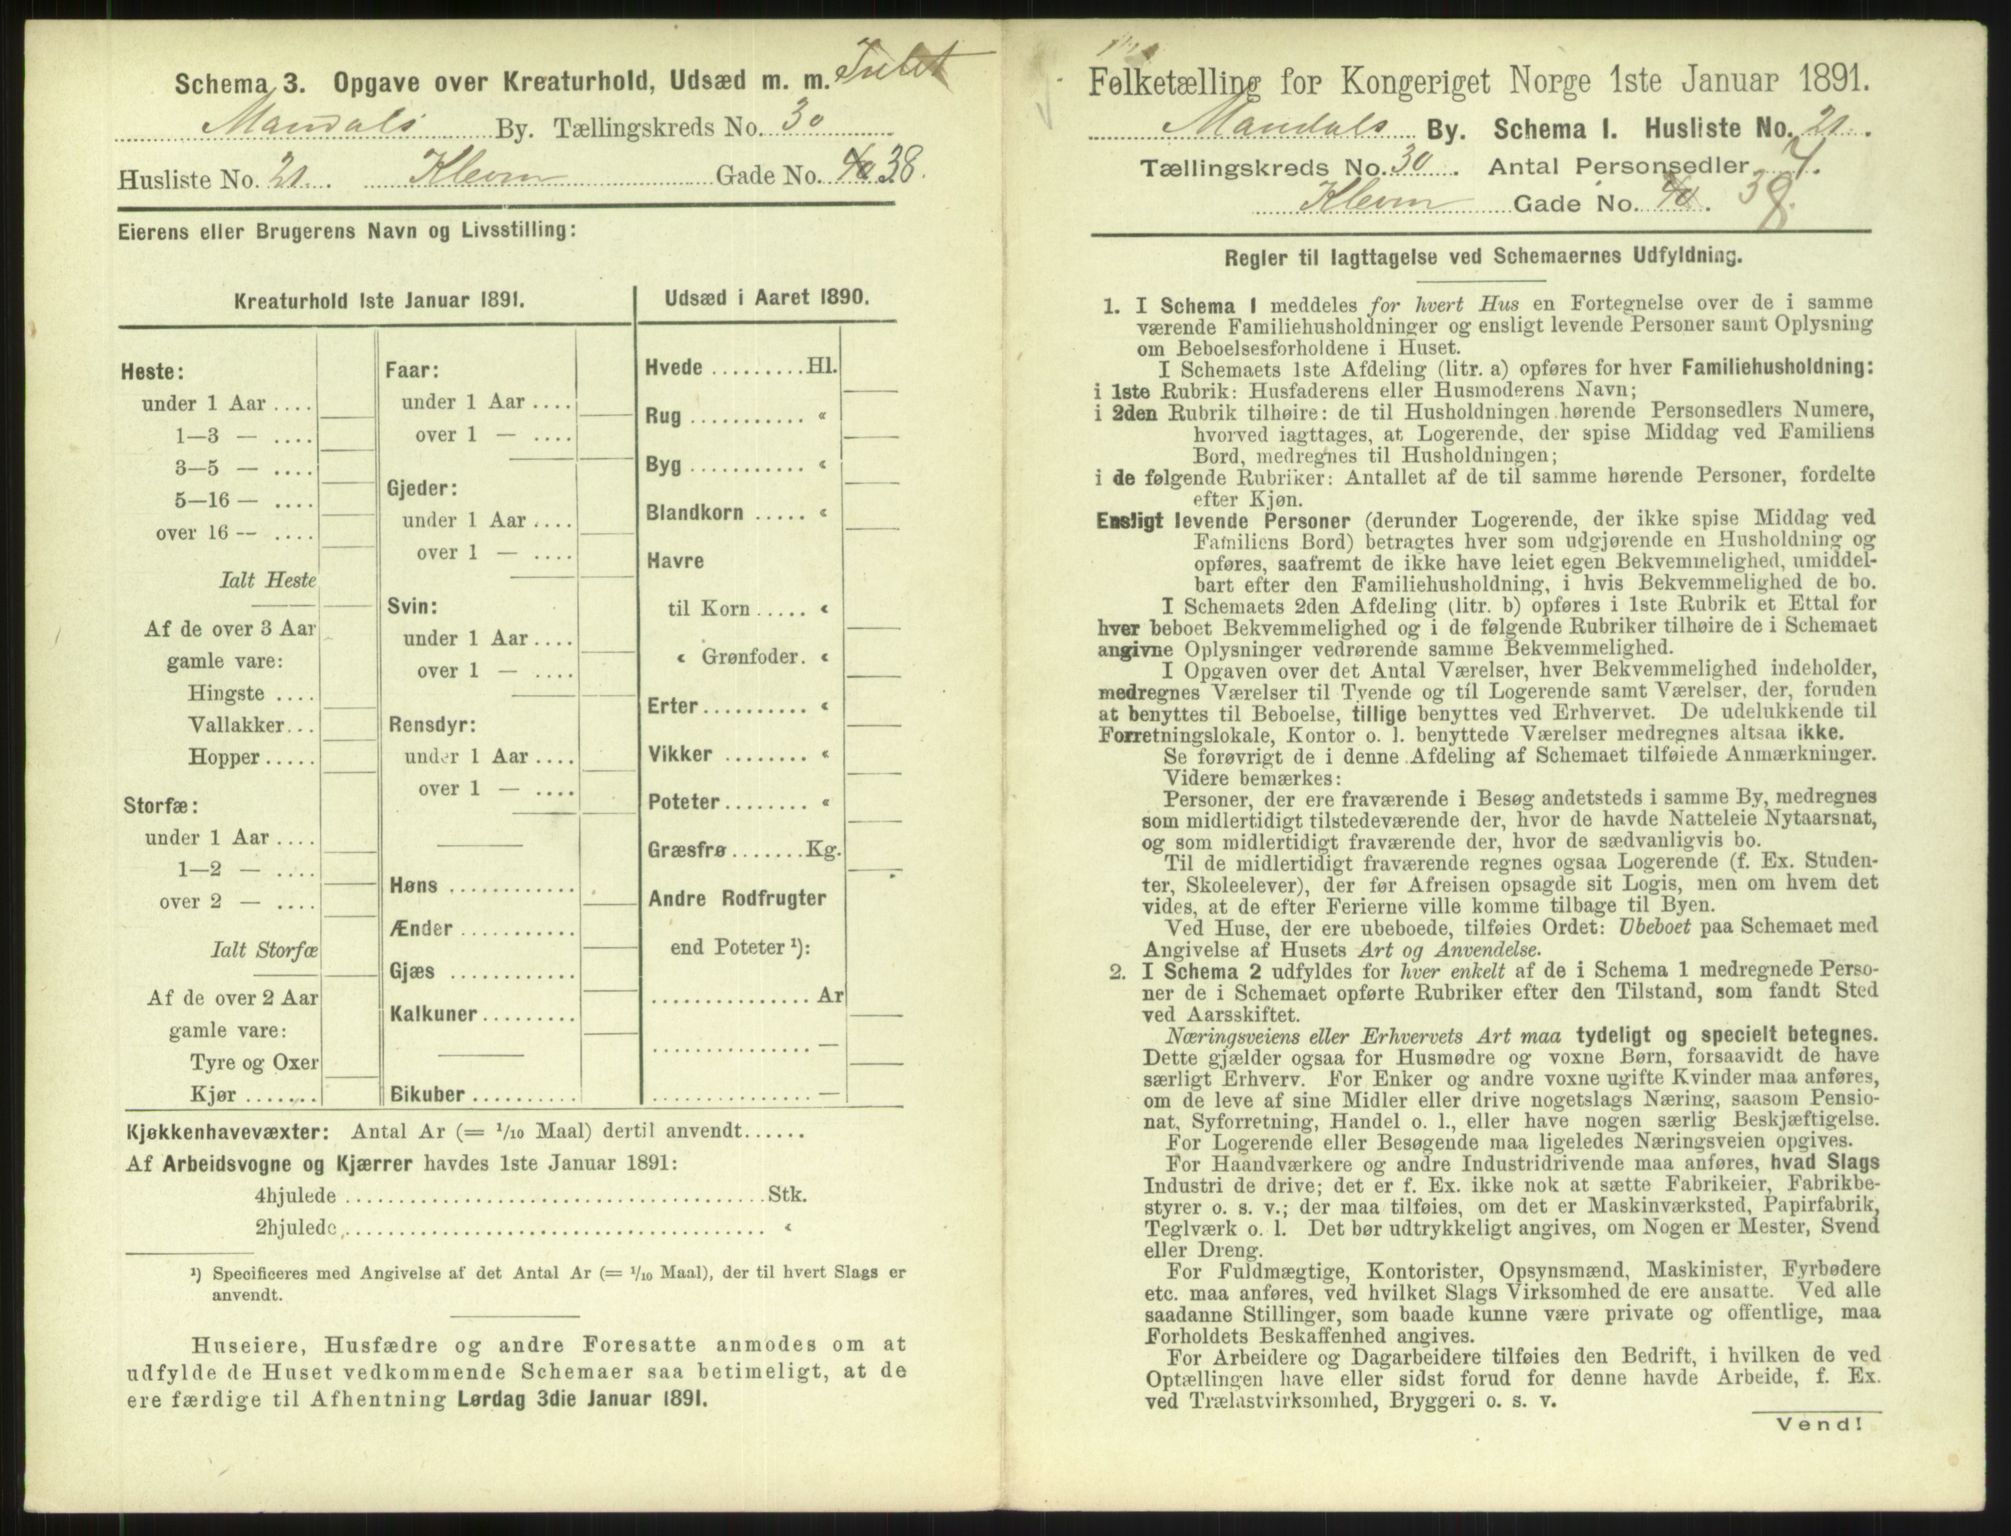 Schema 3. Opgave over Kreaturhold, Udsæd m. m. Intet
Mandals By. Tællingskreds No. 30
Husliste No. 21. Kleven Gade No. 40 38.
Eierens eller Brugerens Navn og Livsstilling:
Kreaturhold 1ste Januar 1891.
Heste:
under 1 Aar ....
1—3 — ....
3—5 — ....
5—16 — ....
over 16 — ....
Ialt Heste
Af de over 3 Aar
gamle vare:
Hingste ....
Vallakker...
Hopper .....
Storfæ:
under 1 Aar ....
1—2 — ....
over 2 — ....
Ialt Storfæ
Af de over 2 Aar
gamle vare:
Tyre og Oxer
Kjør .......
Faar:
under 1 Aar ....
over 1 — ....
Gjeder:
under 1 Aar ....
over 1 — ....
Svin:
under 1 Aar ....
over 1 — ....
Rensdyr:
under 1 Aar ....
over 1 — ....
Høns ...........
Ænder ..........
Gjæs ...........
Kalkuner ........
Bikuber .........
Udsæd i Aaret 1890.
Hvede .........Hl.
Rug ........... «
Byg ........... «
Blandkorn ..... «
Havre
til Korn ..... «
« Grønfoder. «
Erter.......... «
Vikker ........ «
Poteter ........ «
Græsfrø .......Kg.
Andre Rodfrugter
end Poteter ¹):
............... Ar
............... —
............... —
Kjøkkenhavevæxter: Antal Ar (= 1/10 Maal) dertil anvendt......
Af Arbeidsvogne og Kjærrer havdes 1ste Januar 1891:
4hjulede ........................................ Stk.
2hjulede ........................................ «
¹) Specificeres med Angivelse af det Antal Ar (= 1/10 Maal), der til hvert Slags er
anvendt.
Huseiere, Husfædre og andre Foresatte anmodes om at
udfylde de Huset vedkommende Schemaer saa betimeligt, at de
ere færdige til Afhentning Lørdag 3die Januar 1891.
Folketælling for Kongeriget Norge 1ste Januar 1891.
Mandals By. Schema 1. Husliste No. 21.
Tællingskreds No. 30. Antal Personsedler 7.
Kleven Gade No. 40. 38.
Regler til Iagttagelse ved Schemaernes Udfyldning.
1. I Schema 1 meddeles for hvert Hus en Fortegnelse over de i samme
værende Familiehusholdninger og ensligt levende Personer samt Oplysning
om Beboelsesforholdene i Huset.
I Schemaets 1ste Afdeling (litr. a) opføres for hver Familiehusholdning:
i 1ste Rubrik: Husfaderens eller Husmoderens Navn;
i 2den Rubrik tilhøire: de til Husholdningen hørende Personsedlers Numere,
hvorved iagttages, at Logerende, der spise Middag ved Familiens
Bord, medregnes til Husholdningen;
i de følgende Rubriker: Antallet af de til samme hørende Personer, fordelte
efter Kjøn.
Ensligt levende Personer (derunder Logerende, der ikke spise Middag ved
Familiens Bord) betragtes hver som udgjørende en Husholdning og
opføres, saafremt de ikke have leiet egen Bekvemmelighed, umiddel-
bart efter den Familiehusholdning, i hvis Bekvemmelighed de bo.
I Schemaets 2den Afdeling (litr. b) opføres i 1ste Rubrik et Ettal for
hver beboet Bekvemmelighed og i de følgende Rubriker tilhøire de i Schemaet
angivne Oplysninger vedrørende samme Bekvemmelighed.
I Opgaven over det Antal Værelser, hver Bekvemmelighed indeholder,
medregnes Værelser til Tyende og til Logerende samt Værelser, der, foruden
at benyttes til Beboelse, tillige benyttes ved Erhvervet. De udelukkende til
Forretningslokale, Kontor o. l. benyttede Værelser medregnes altsaa ikke.
Se forøvrigt de i denne Afdeling af Schemaet tilføiede Anmærkninger.
Videre bemærkes:
Personer, der ere fraværende i Besøg andetsteds i samme By, medregnes
som midlertidigt tilstedeværende der, hvor de havde Natteleie Nytaarsnat,
og som midlertidigt fraværende der, hvor de sædvanligvis bo.
Til de midlertidigt fraværende regnes ogsaa Logerende (f. Ex. Studen-
ter, Skoleelever), der før Afreisen opsagde sit Logis, men om hvem det
vides, at de efter Ferierne ville komme tilbage til Byen.
Ved Huse, der ere ubeboede, tilføies Ordet: Ubeboet paa Schemaet med
Angivelse af Husets Art og Anvendelse.
2. I Schema 2 udfyldes for hver enkelt af de i Schema 1 medregnede Perso-
ner de i Schemaet opførte Rubriker efter den Tilstand, som fandt Sted
ved Aarsskiftet.
Næringsveiens eller Erhvervets Art maa tydeligt og specielt betegnes.
Dette gjælder ogsaa for Husmødre og voxne Børn, forsaavidt de have
særligt Erhverv. For Enker og andre voxne ugifte Kvinder maa anføres,
om de leve af sine Midler eller drive nogetslags Næring, saasom Pensio-
nat, Syforretning, Handel o. l., eller have nogen særlig Beskjæftigelse.
For Logerende eller Besøgende maa ligeledes Næringsveien opgives.
For Haandværkere og andre Industridrivende maa anføres, hvad Slags
Industri de drive; det er f. Ex. ikke nok at sætte Fabrikeier, Fabrikbe-
styrer o. s. v.; der maa tilføies, om det er Maskinværksted, Papirfabrik,
Teglværk o. l. Det bør udtrykkeligt angives, om Nogen er Mester, Svend
eller Dreng.
For Fuldmægtige, Kontorister, Opsynsmænd, Maskinister, Fyrbødere
etc. maa anføres, ved hvilket Slags Virksomhed de ere ansatte. Ved alle
saadanne Stillinger, som baade kunne være private og offentlige, maa
Forholdets Beskaffenhed angives.
For Arbeidere og Dagarbeidere tilføies den Bedrift, i hvilken de ved
Optællingen have eller sidst forud for denne havde Arbeide, f. Ex.
ved Trælastvirksomhed, Bryggeri o. s. v.
Vend!